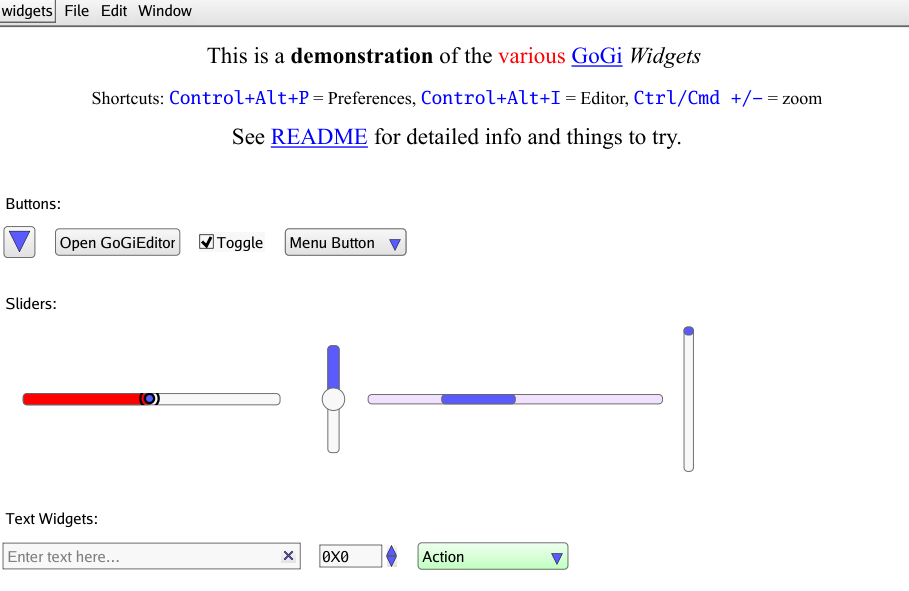 widgets File Edit Window
This is a demonstration of the various GoGi Widgets
Shortcuts: Control+Alt+P = Preferences, Control+Alt+I = Editor, Ctrl/Cmd +/- = zoom
See README for detailed info and things to try.
Buttons:
Open GoGiEditor Toggle Menu Button
Sliders:
Text Widgets:
Enter text here... 0X0 Action